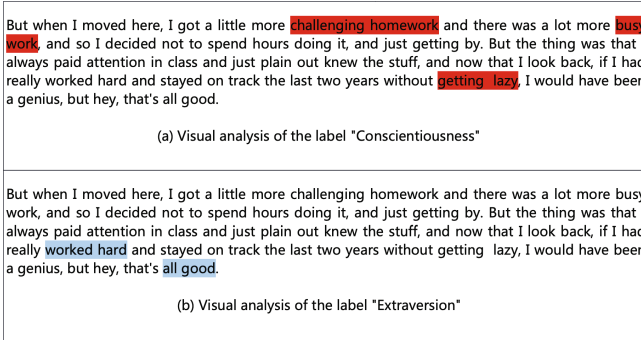 But when I moved here, I got a little more challenging homework and there was a lot more busy
work, and so I decided not to spend hours doing it, and just getting by. But the thing was that
always paid attention in class and just plain out knew the stuff, and now that I look back, if I had
really worked hard and stayed on track the last two years without getting lazy, I would have been
a genius, but hey, that's all good.
(a) Visual analysis of the label "Conscientiousness"
But when I moved here, I got a little more challenging homework and there was a lot more busy
work, and so I decided not to spend hours doing it, and just getting by. But the thing was that
always paid attention in class and just plain out knew the stuff, and now that I look back, if I had
really worked hard and stayed on track the last two years without getting lazy, I would have been
a genius, but hey, that's all good.
(b) Visual analysis of the label "Extraversion"